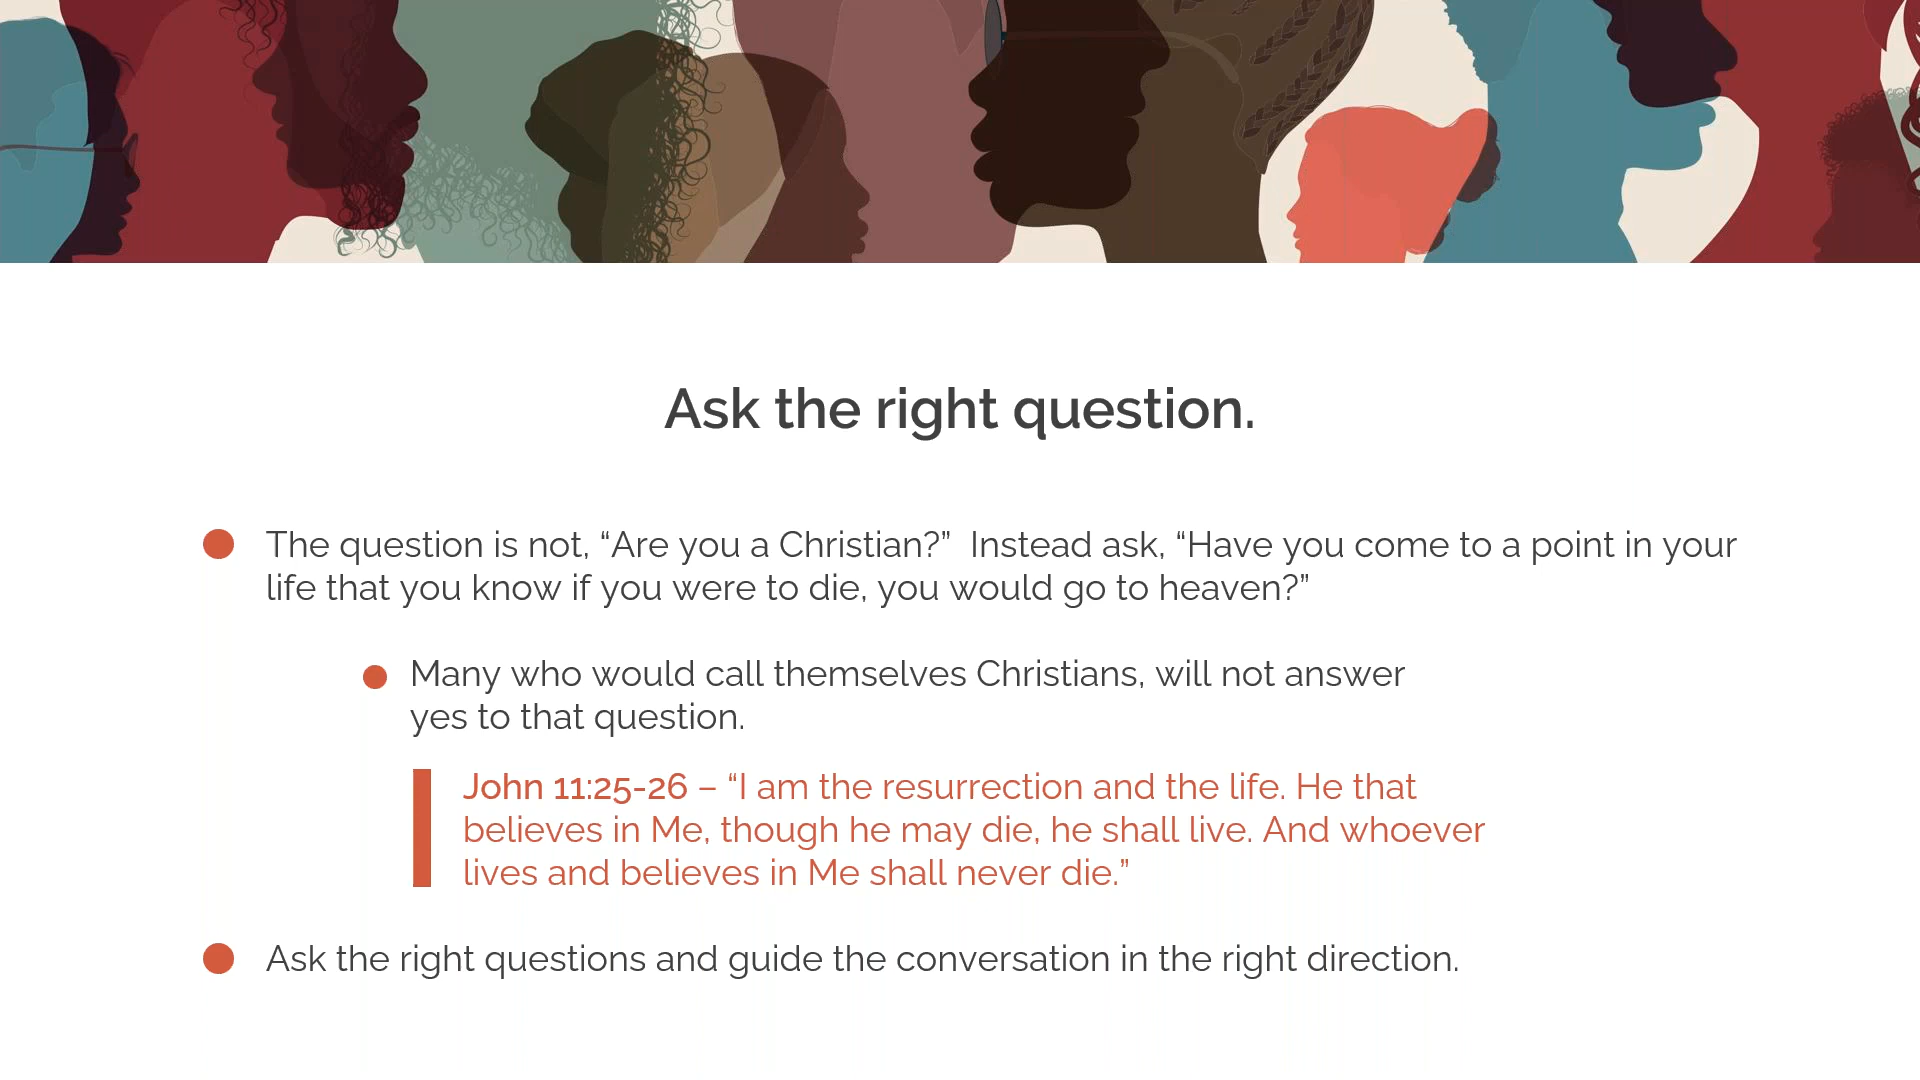 Ask the right question.
The question is not, “Are you a Christian?”  Instead ask, “Have you come to a point in your
life that you know if you were to die, you would go to heaven?”
Many who would call themselves Christians, will not answer
yes to that question.
John 11:25-26 – “I am the resurrection and the life. He that
believes in Me, though he may die, he shall live. And whoever
lives and believes in Me shall never die.”
Ask the right questions and guide the conversation in the right direction.